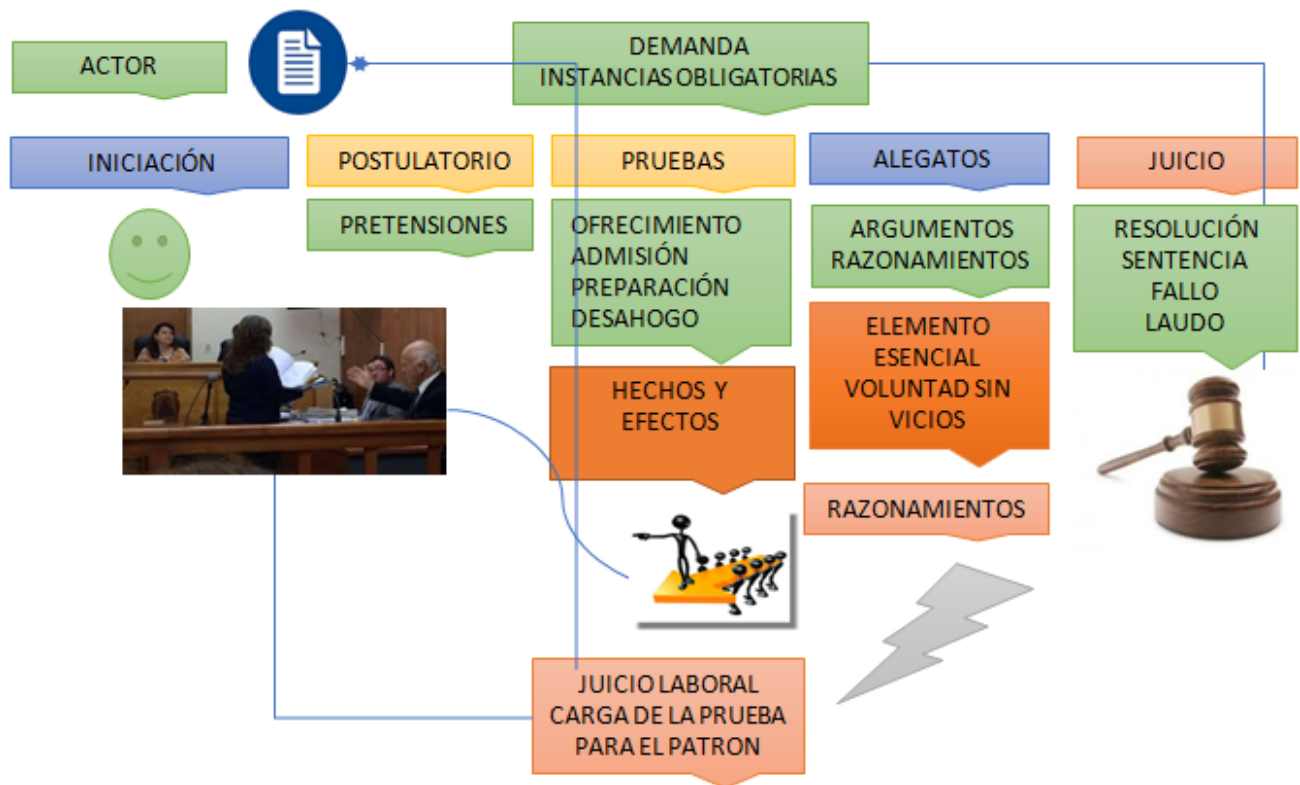 ACTOR
DEMANDA
INSTANCIAS OBLIGATORIAS
INICIACIÓN
POSTULATORIO
PRUEBAS
ALEGATOS
JUICIO
PRETENSIONES
OFRECIMIENTO
ADMISIÓN
PREPARACIÓN
DESAHOGO
ARGUMENTOS
RAZONAMIENTOS
RESOLUCIÓN
SENTENCIA
FALLO
LAUDO
HECHOS Y
EFECTOS
ELEMENTO
ESENCIAL
VOLUNTAD SIN
VICIOS
RAZONAMIENTOS
JUICIO LABORAL
CARGA DE LA PRUEBA
PARA EL PATRON